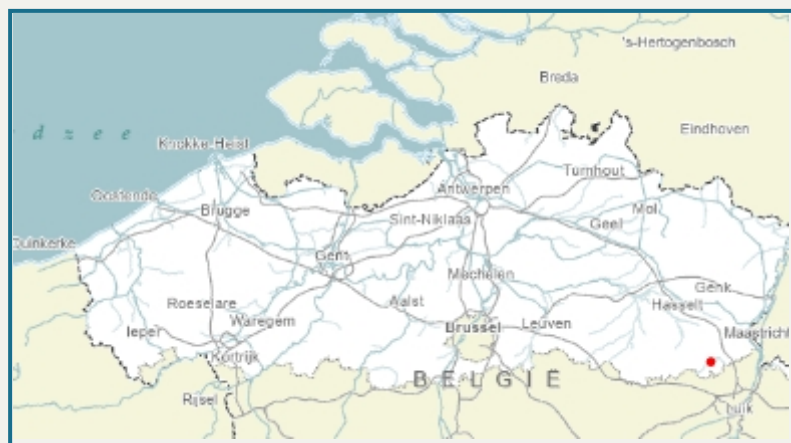 's-Hertogenbosch
Breda
d z e e
Eindhoven
Knokke-Heist
Turnhout
Oostende
Antwerpen
Brugge
Mol
Sint-Niklaas
Geel
Duinkerke
Gent
Mechelen
Genk
Roeselare
Aalst
Hasselt
Waregem
Brussel
Leuven
Ieper
Maastricht
Kortrijk
BELGIË
Rijsel
Luik